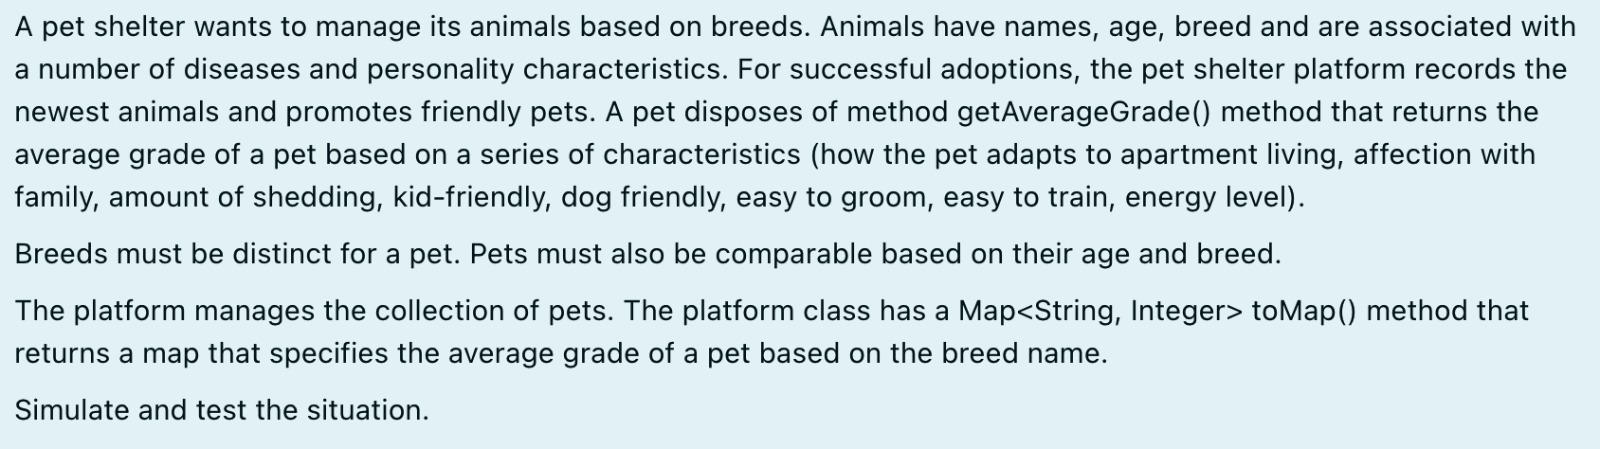 A pet shelter wants to manage its animals based on breeds. Animals have names, age, breed and are associated with
a number of diseases and personality characteristics. For successful adoptions, the pet shelter platform records the
newest animals and promotes friendly pets. A pet disposes of method getAverageGrade() method that returns the
average grade of a pet based on a series of characteristics (how the pet adapts to apartment living, affection with
family, amount of shedding, kid-friendly, dog friendly, easy to groom, easy to train, energy level).
Breeds must be distinct for a pet. Pets must also be comparable based on their age and breed.
The platform manages the collection of pets. The platform class has a Map<String, Integer> toMap() method that
returns a map that specifies the average grade of a pet based on the breed name.
Simulate and test the situation.